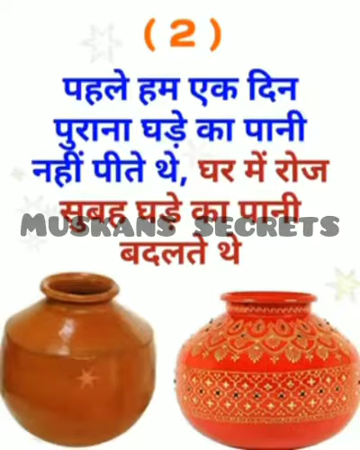 ( 2 )
पहले हम एक दिन
पुराना घड़े का पानी
नहीं पीते थे, घर में रोज
सुबह घड़े का पानी
MUSKANS SECRETS
बदलते थे